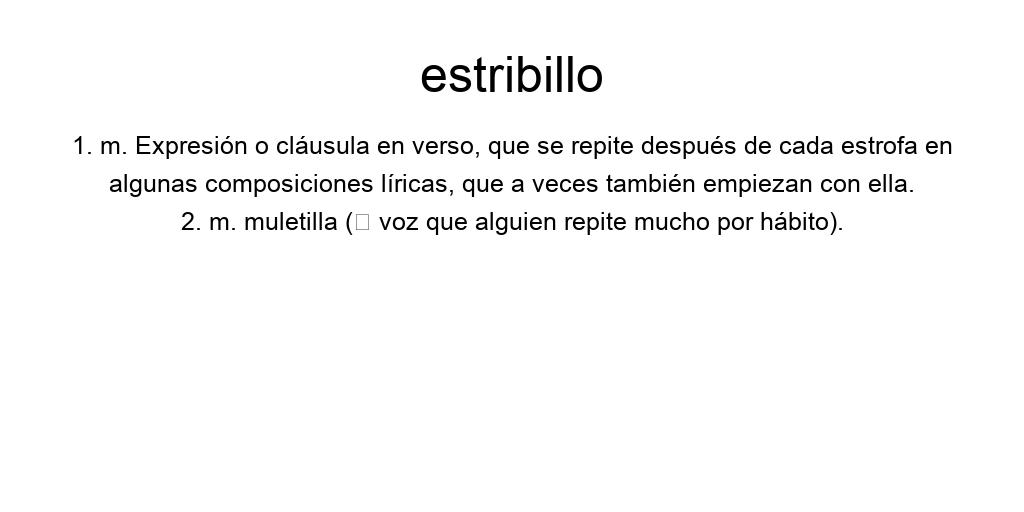 estribillo
1. m. Expresión o cláusula en verso, que se repite después de cada estrofa en
algunas composiciones líricas, que a veces también empiezan con ella.
2. m. muletilla (□ voz que alguien repite mucho por hábito).